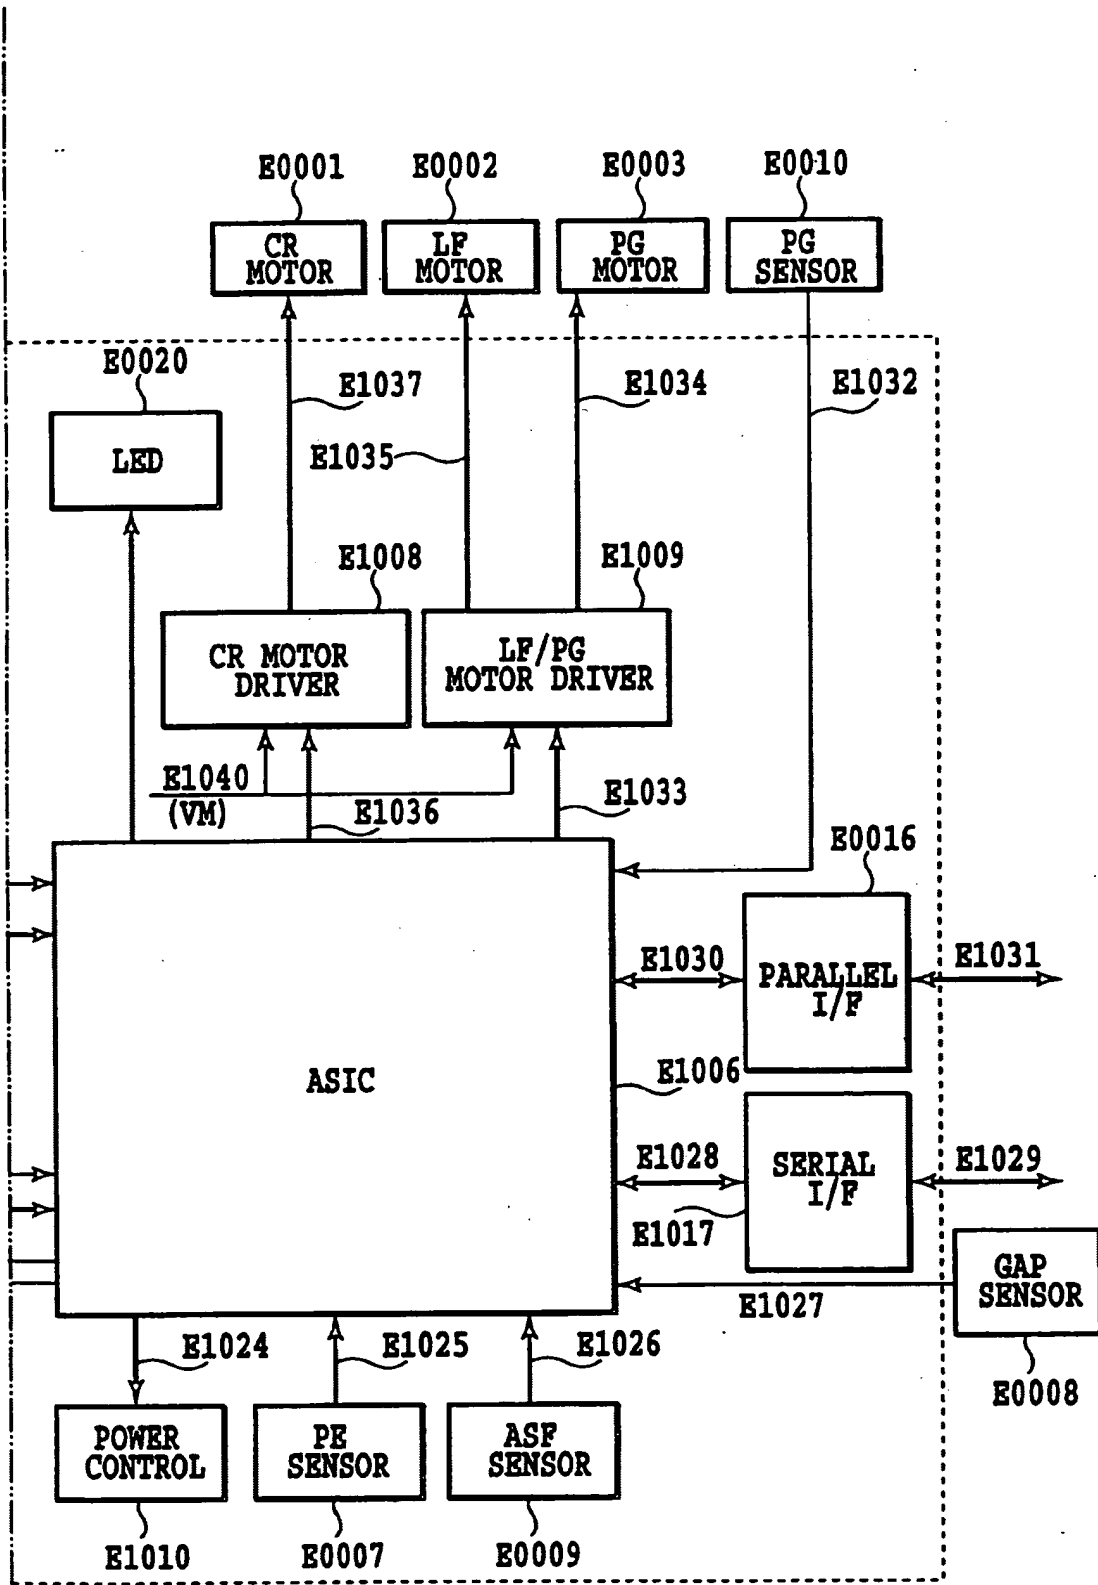 E0001
E0002
E0003
E0010
CR
MOTOR
LF
MOTOR
PG
MOTOR
PG
SENSOR
E0020
E1037
E1034
E1032
LED
E1035
E1008
E1009
CR MOTOR
DRIVER
LF/PG
MOTOR DRIVER
E1040
(VM)
E1036
E1033
E0016
E1030
PARALLEL
I/F
E1031
ASIC
E1006
E1028
SERIAL
I/F
E1029
E1017
GAP
SENSOR
E1027
E1024
E1025
E1026
E0008
POWER
CONTROL
PE
SENSOR
ASF
SENSOR
E1010
E0007
E0009